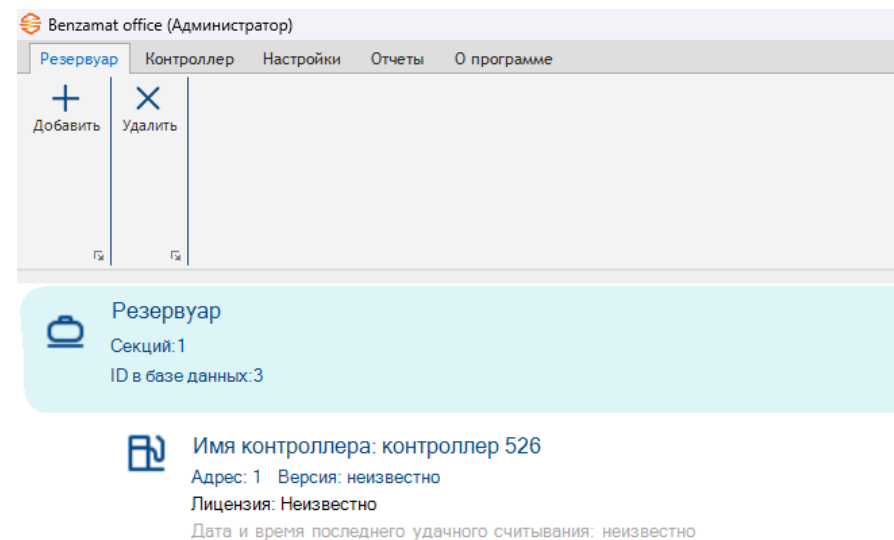 Benzamat office (Администратор)
Резервуар Контроллер Настройки Отчеты О программе
Добавить Удалить
Резервуар
Секций:1
ID в базе данных:3
Имя контроллера: контроллер 526
Адрес: 1 Версия: неизвестно
Лицензия: Неизвестно
Дата и время последнего удачного считывания: неизвестно